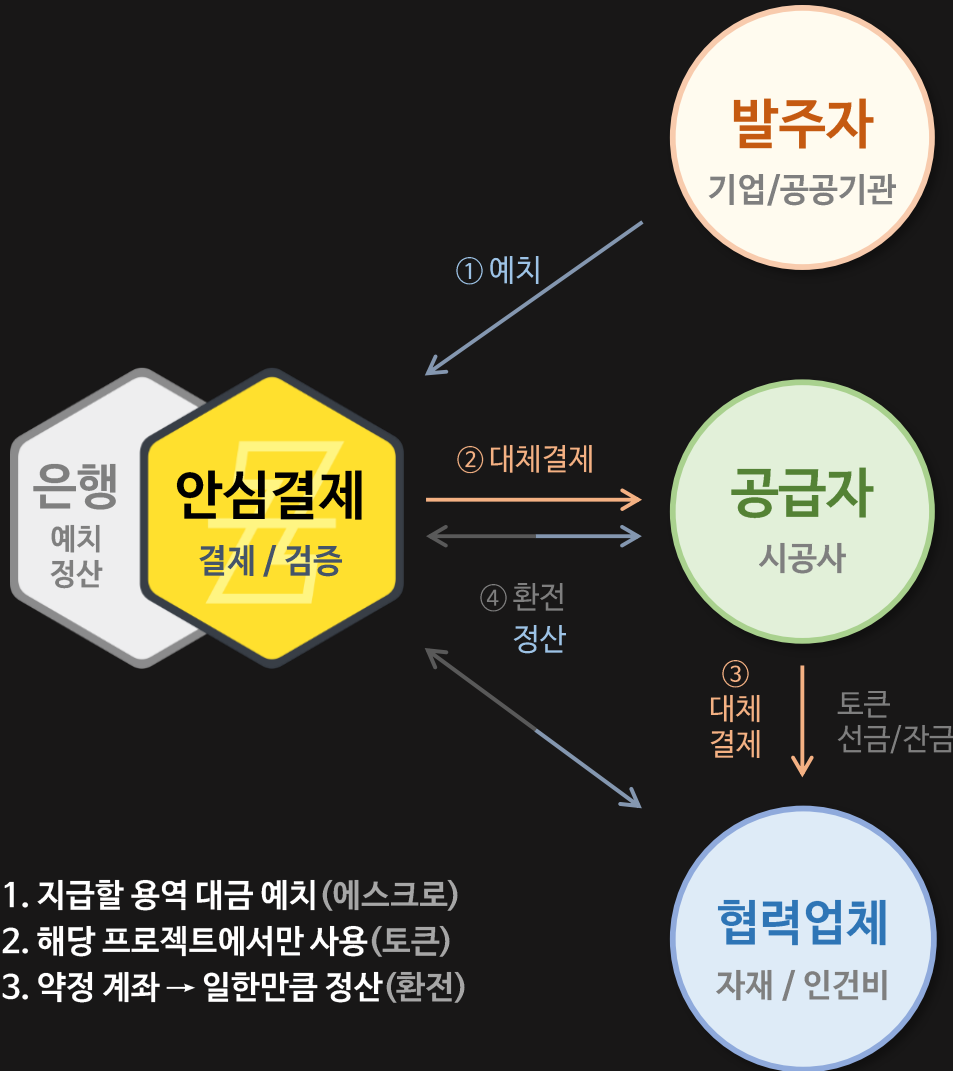 발주자
기업/공공기관
① 예치
은행
예치
정산
안심결제
결제 / 검증
② 대체결제
④ 환전
정산
공급자
시공사
③
대체
결제
토큰
선금/잔금
협력업체
자재 / 인건비
1. 지급할 용역 대금 예치(에스크로)
2. 해당 프로젝트에서만 사용(토큰)
3. 약정 계좌 → 일한만큼 정산(환전)